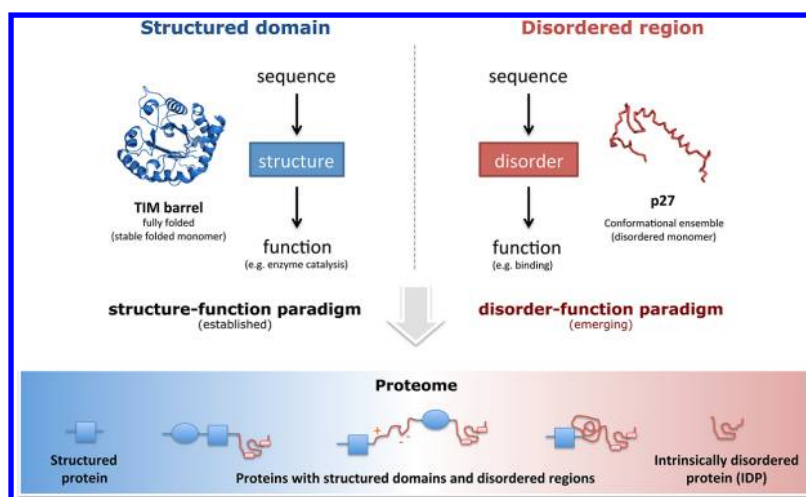 Structured domain
sequence
structure
TIM barrel
fully folded
(stable folded monomer)
function
(e.g. enzyme catalysis)
structure-function paradigm
(established)
Disordered region
sequence
disorder
p27
Conformational ensemble
(disordered monomer)
function
(e.g. binding)
disorder-function paradigm
(emerging)
Proteome
+
- -
Structured
protein
Proteins with structured domains and disordered regions
Intrinsically disordered
protein (IDP)